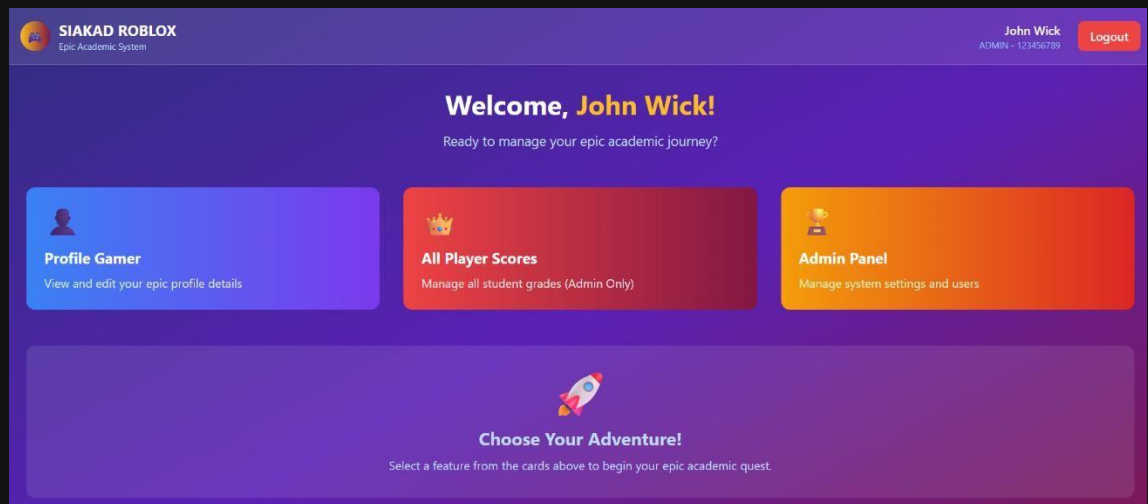 SIAKAD ROBLOX
Epic Academic System
John Wick
ADMIN - 123456789
Logout
Welcome, John Wick!
Ready to manage your epic academic journey?
Profile Gamer
View and edit your epic profile details
All Player Scores
Manage all student grades (Admin Only)
Admin Panel
Manage system settings and users
Choose Your Adventure!
Select a feature from the cards above to begin your epic academic quest.